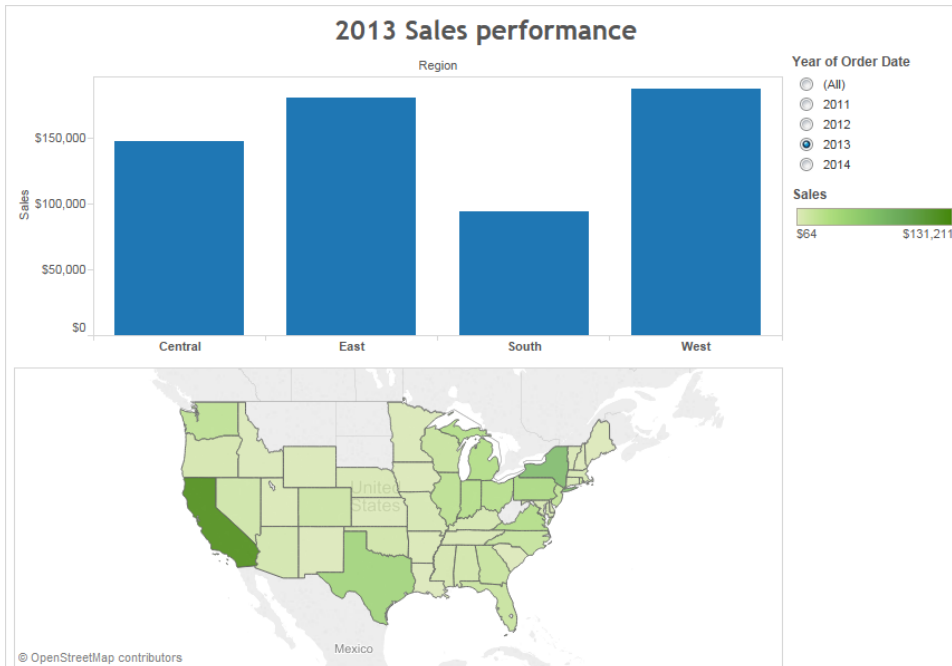 2013 Sales performance
Region
Year of Order Date
(All)
2011
2012
2013
2014
Sales
$64 $131,211
Sales
$150,000
$100,000
$50,000
$0
Central East South West
United
States
Mexico
© OpenStreetMap contributors